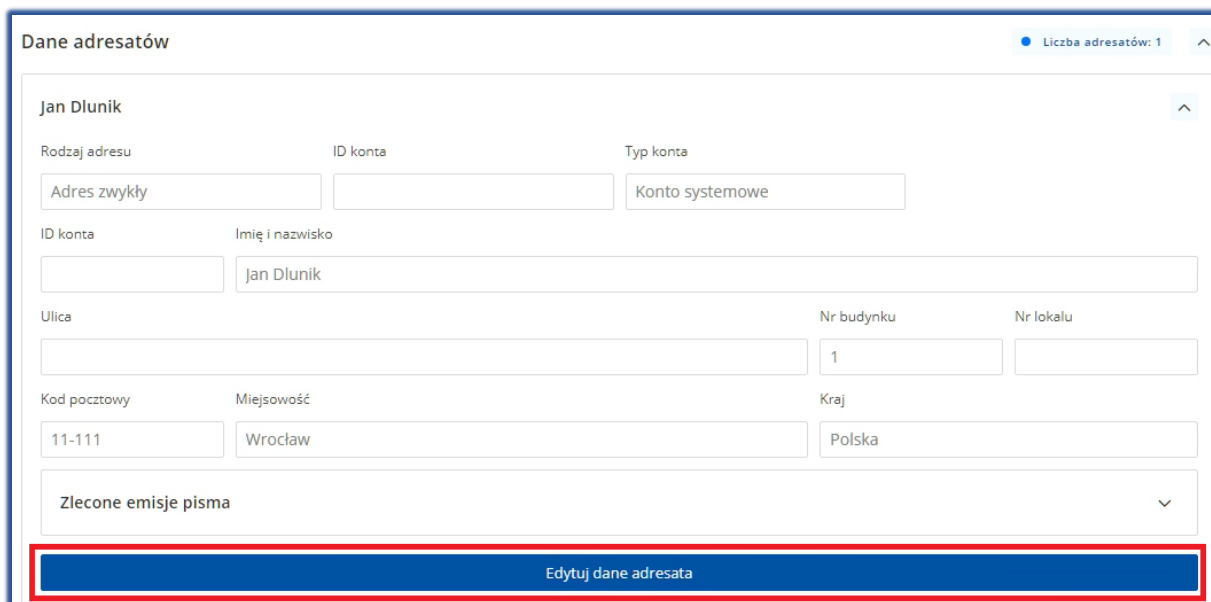 Dane adresatów
Liczba adresatów: 1
Jan Dlunik
Rodzaj adresu ID konta Typ konta
Adres zwykły Konto systemowe
ID konta Imię i nazwisko
Jan Dlunik
Ulica Nr budynku Nr lokalu
1
Kod pocztowy Miejsowość Kraj
11-111 Wrocław Polska
Zlecone emisje pisma
Edytuj dane adresata